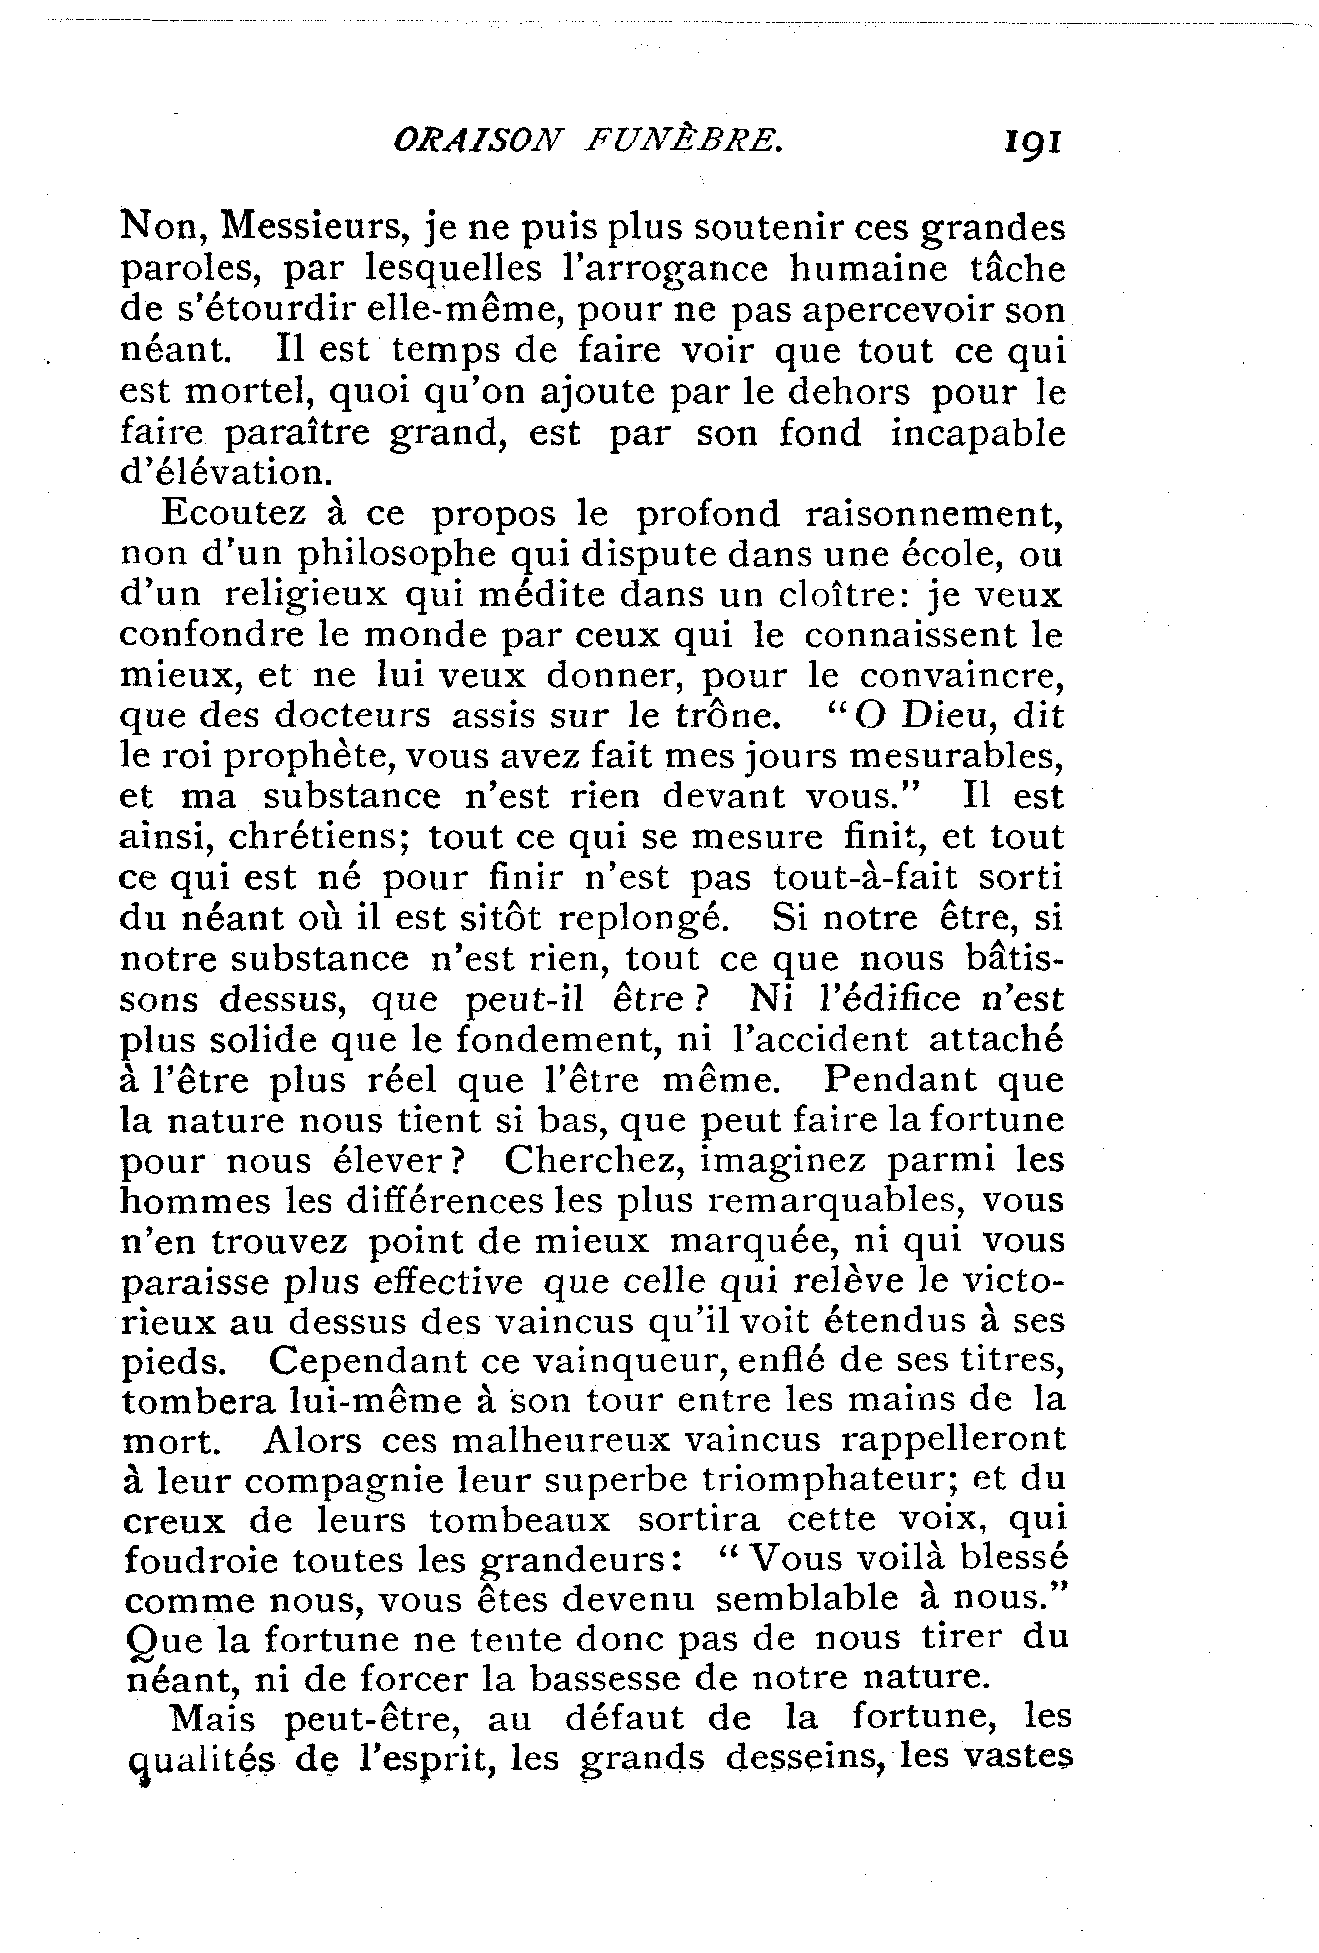 ORAISON FUNÈBRE. 191
Non, Messieurs, je ne puis plus soutenir ces grandes
paroles, par lesquelles l'arrogance humaine tâche
de s'étourdir elle-même, pour ne pas apercevoir son
néant. Il est temps de faire voir que tout ce qui
est mortel, quoi qu'on ajoute par le dehors pour le
faire paraître grand, est par son fond incapable
d'élévation.
Ecoutez à ce propos le profond raisonnement,
non d'un philosophe qui dispute dans une école, ou
d'un religieux qui médite dans un cloître: je veux
confondre le monde par ceux qui le connaissent le
mieux, et ne lui veux donner, pour le convaincre,
que des docteurs assis sur le trône. “O Dieu, dit
le roi prophète, vous avez fait mes jours mesurables,
et ma substance n'est rien devant vous.” Il est
ainsi, chrétiens; tout ce qui se mesure finit, et tout
ce qui est né pour finir n'est pas tout-à-fait sorti
du néant où il est sitôt replongé. Si notre être, si
notre substance n'est rien, tout ce que nous bâtis-
sons dessus, que peut-il être? Ni l'édifice n'est
plus solide que le fondement, ni l'accident attaché
à l'être plus réel que l'être même. Pendant que
la nature nous tient si bas, que peut faire la fortune
pour nous élever? Cherchez, imaginez parmi les
hommes les différences les plus remarquables, vous
n'en trouvez point de mieux marquée, ni qui vous
paraisse plus effective que celle qui relève le victo-
rieux au dessus des vaincus qu'il voit étendus à ses
pieds. Cependant ce vainqueur, enflé de ses titres,
tombera lui-même à son tour entre les mains de la
mort. Alors ces malheureux vaincus rappelleront
à leur compagnie leur superbe triomphateur; et du
creux de leurs tombeaux sortira cette voix, qui
foudroie toutes les grandeurs: “Vous voilà blessé
comme nous, vous êtes devenu semblable à nous.”
Que la fortune ne tente donc pas de nous tirer du
néant, ni de forcer la bassesse de notre nature.
Mais peut-être, au défaut de la fortune, les
qualités de l'esprit, les grands desseins, les vastes